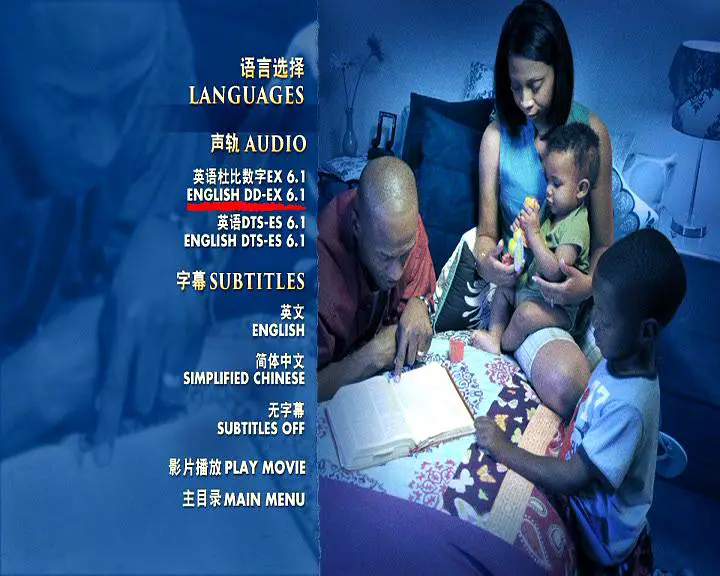 语言选择
LANGUAGES
声轨 AUDIO
英语杜比数字EX 6.1
ENGLISH DD-EX 6.1
英语DTS-ES 6.1
ENGLISH DTS-ES 6.1
字幕 SUBTITLES
英文
ENGLISH
简体中文
SIMPLIFIED CHINESE
无字幕
SUBTITLES OFF
影片播放 PLAY MOVIE
主目录 MAIN MENU